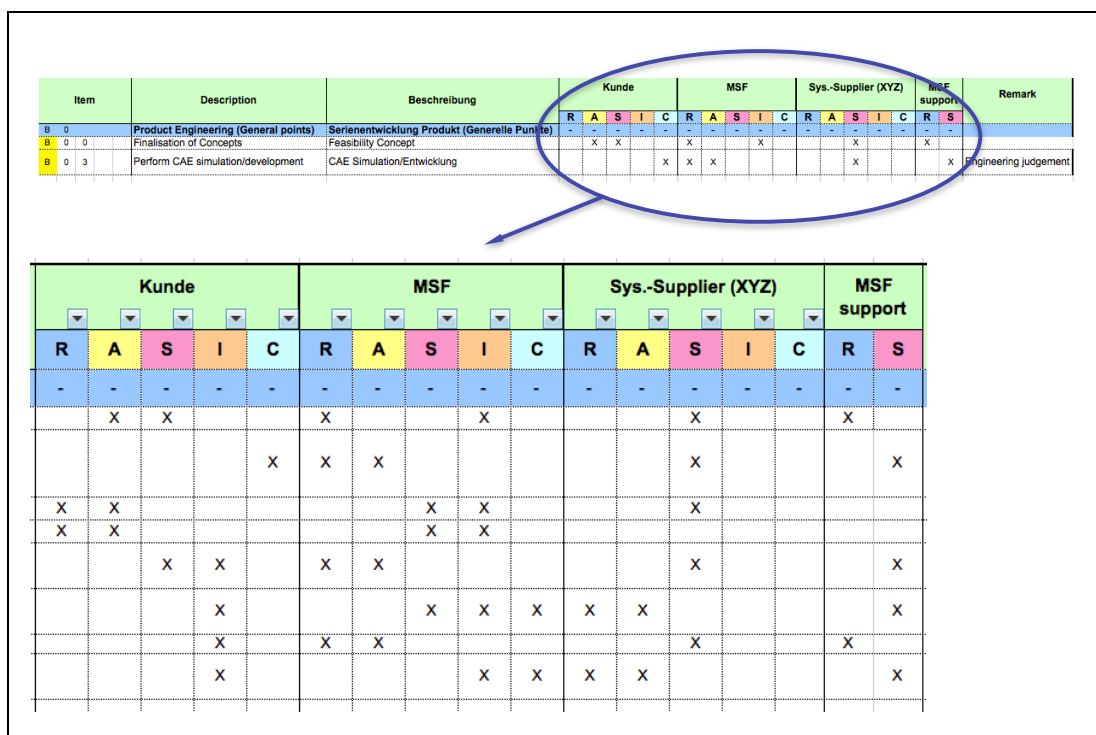 Item Description Beschreibung Kunde MSF Sys.-Supplier (XYZ) MSF support Remark
R A S I C R A S I C R A S I C R S
B 0 Product Engineering (General points) Serienentwicklung Produkt (Generelle Punkte) - - - - - - - - - - - - - - - - -
B 0 0 Finalisation of Concepts Feasibility Concept X X X X X X
B 0 3 Perform CAE simulation/development CAE Simulation/Entwicklung X X X X X Engineering judgement
Kunde MSF Sys.-Supplier (XYZ) MSF support
R A S I C R A S I C R A S I C R S
- - - - - - - - - - - - - - - - -
X X X X X X
X X X X X
X X X X X
X X X X
X X X X X X
X X X X X X X
X X X X X
X X X X X X